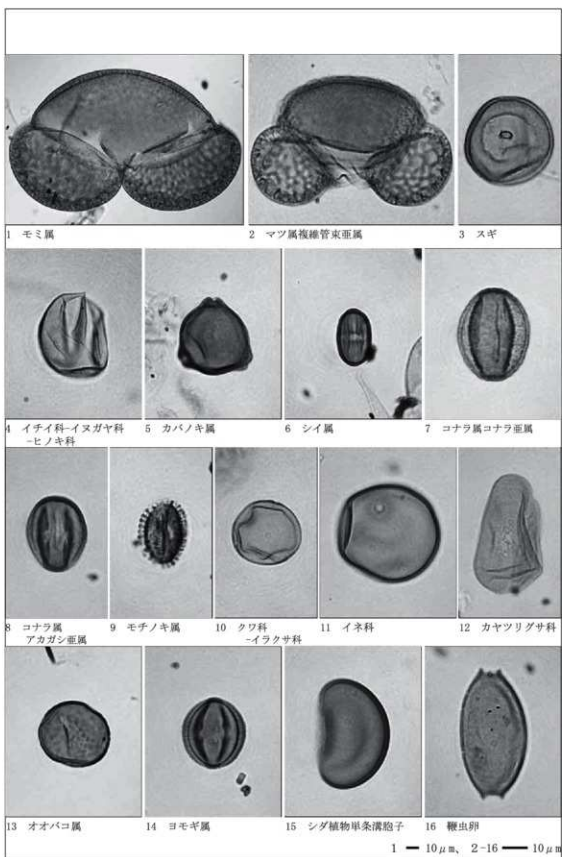 1 モミ属
2 マツ属複維管束亜属
3 スギ
4 イチイ科-イヌガヤ科
-ヒノキ科
5 カバノキ属
6 シイ属
7 コナラ属コナラ亜属
8 コナラ属
アカガシ亜属
9 モチノキ属
10 クワ科
-イラクサ科
11 イネ科
12 カヤツリグサ科
13 オオバコ属
14 ヨモギ属
15 シダ植物単条溝胞子
16 鞭虫卵
1 ━ 10μm、 2-16 ━━ 10μm